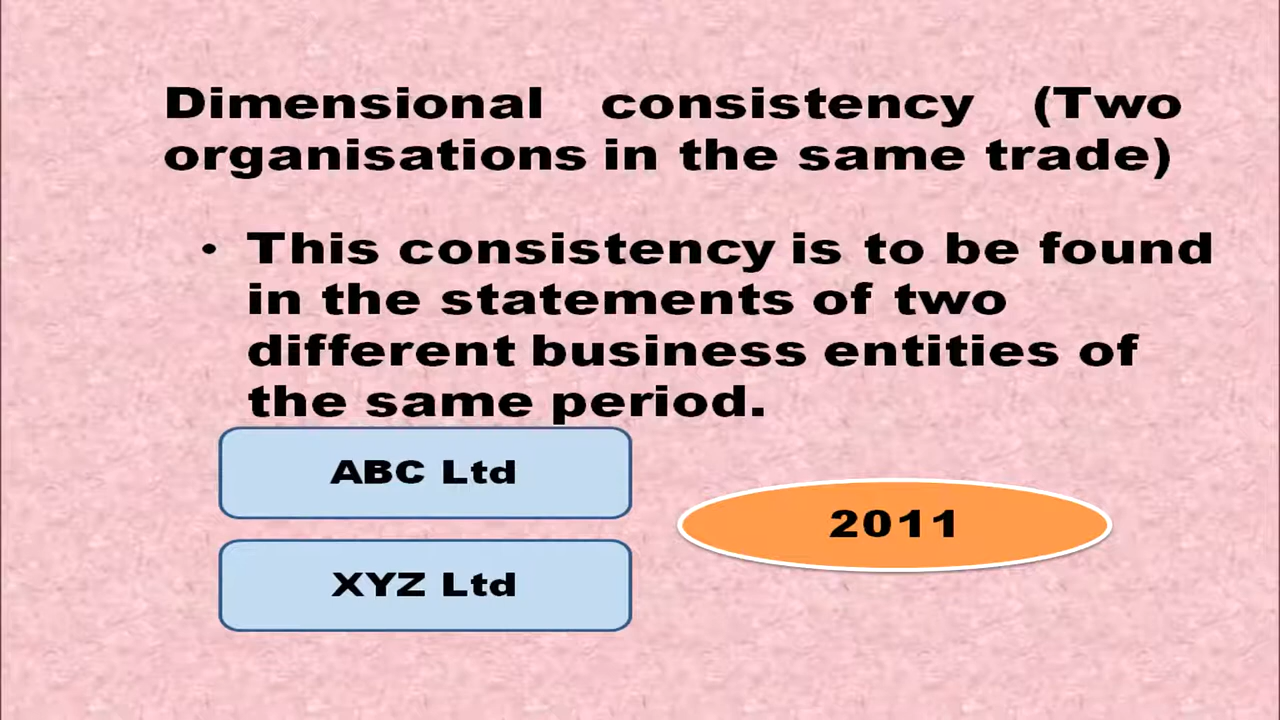 Dimensional consistency (Two
organisations in the same trade)
• This consistency is to be found
in the statements of two
different business entities of
the same period.
ABC Ltd
2011
XYZ Ltd